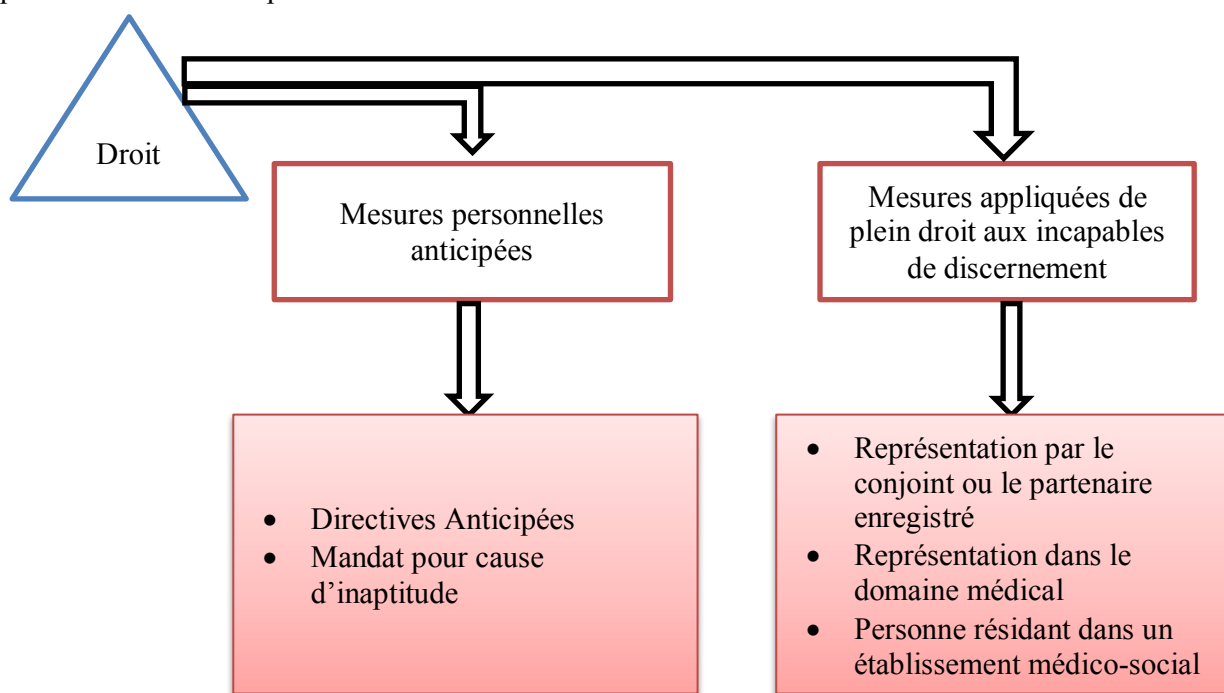 Droit
Mesures personnelles
anticipées
Mesures appliquées de
plein droit aux incapables
de discernement
• Directives Anticipées
• Mandat pour cause
d’inaptitude
• Représentation par le
conjoint ou le partenaire
enregistré
• Représentation dans le
domaine médical
• Personne résidant dans un
établissement médico-social